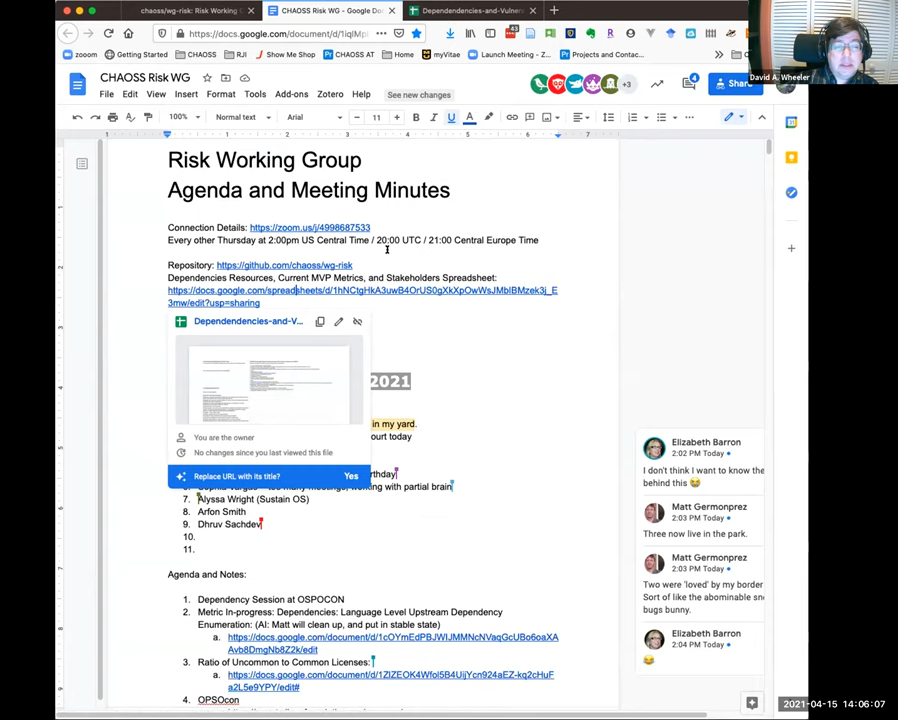 chaoss/wg-risk: Risk Working G
CHAOSS Risk WG - Google Do
Dependendencies-and-Vulner
https://docs.google.com/document/d/1iqlMpl
zooom
Getting Started
CHAOSS
RJI
Show Me Shop
CHAOSS AT
Home
myVitae
Launch Meeting - Z...
Projects and Contac...
David A. Wheeler
CHAOSS Risk WG
File Edit View Insert Format Tools Add-ons Zotero Help
See new changes
+3
4
Share
100%
Normal text
Arial
11
Risk Working Group
Agenda and Meeting Minutes
Connection Details: https://zoom.us/j/4998687533
Every other Thursday at 2:00pm US Central Time / 20:00 UTC / 21:00 Central Europe Time
Repository: https://github.com/chaoss/wg-risk
Dependencies Resources, Current MVP Metrics, and Stakeholders Spreadsheet:
https://docs.google.com/spreadsheets/d/1hNCtgHkA3uwB4OrUS0gXkXpOwWsJMblBMzek3j_E
3mw/edit?usp=sharing
Dependendencies-and-V...
2021
in my yard.
ourt today
You are the owner
No changes since you last viewed this file
rthday
Replace URL with its title?
Yes
working with partial brain
7. Alyssa Wright (Sustain OS)
8. Arfon Smith
9. Dhruv Sachdev
10.
11.
Agenda and Notes:
1. Dependency Session at OSPOCON
2. Metric In-progress: Dependencies: Language Level Upstream Dependency
Enumeration: (AI: Matt will clean up, and put in stable state)
a. https://docs.google.com/document/d/1cOYmEdPBJWIJMMNcNVaqGcUBo6oaXA
Avb8DmgNb8Z2k/edit
3. Ratio of Uncommon to Common Licenses:
a. https://docs.google.com/document/d/1ZIZEOK4Wfol5B4UijYcn924aEZ-kq2cHuF
a2L5e9YPY/edit#
4. OPSOcon
Elizabeth Barron
2:02 PM Today
I don't think I want to know the
behind this 😂
Matt Germonprez
2:03 PM Today
Three now live in the park.
Matt Germonprez
2:03 PM Today
Two were 'loved' by my border
Sort of like the abominable sno
bugs bunny.
Elizabeth Barron
2:04 PM Today
😂
2021-04-15 14:06:07